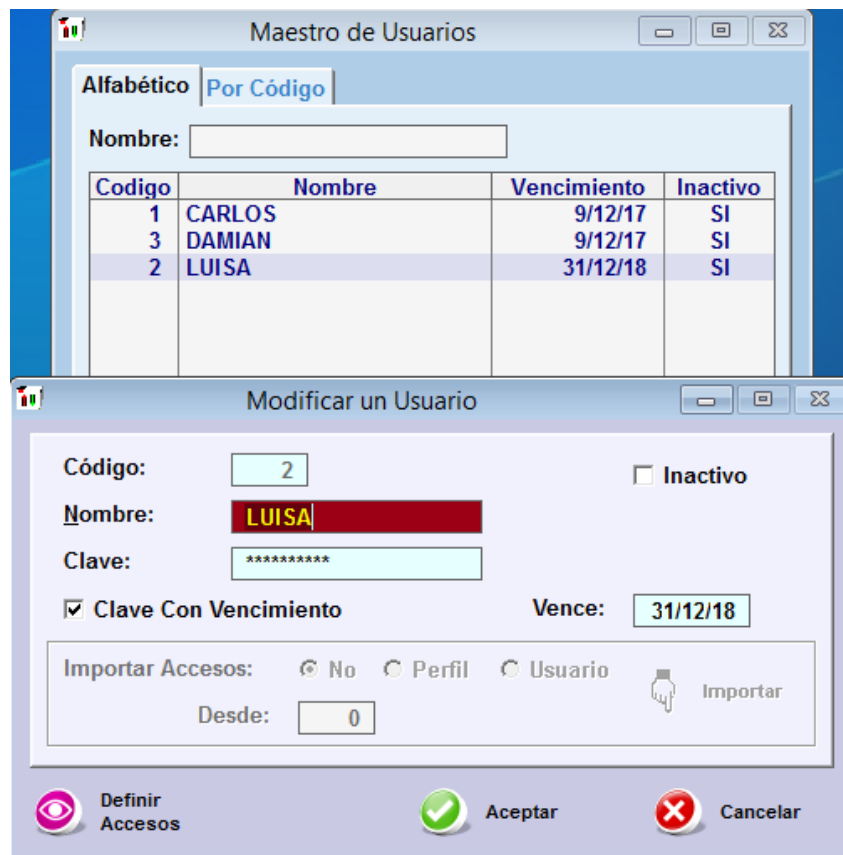 Maestro de Usuarios
Alfabético Por Código
Nombre:
Codigo Nombre Vencimiento Inactivo
1 CARLOS 9/12/17 SI
3 DAMIAN 9/12/17 SI
2 LUISA 31/12/18 SI
Modificar un Usuario
Código: 2 Inactivo
Nombre: LUISA
Clave: **********
Clave Con Vencimiento Vence: 31/12/18
Importar Accesos: No Perfil Usuario Importar
Desde: 0
Definir
Accesos
Aceptar
Cancelar